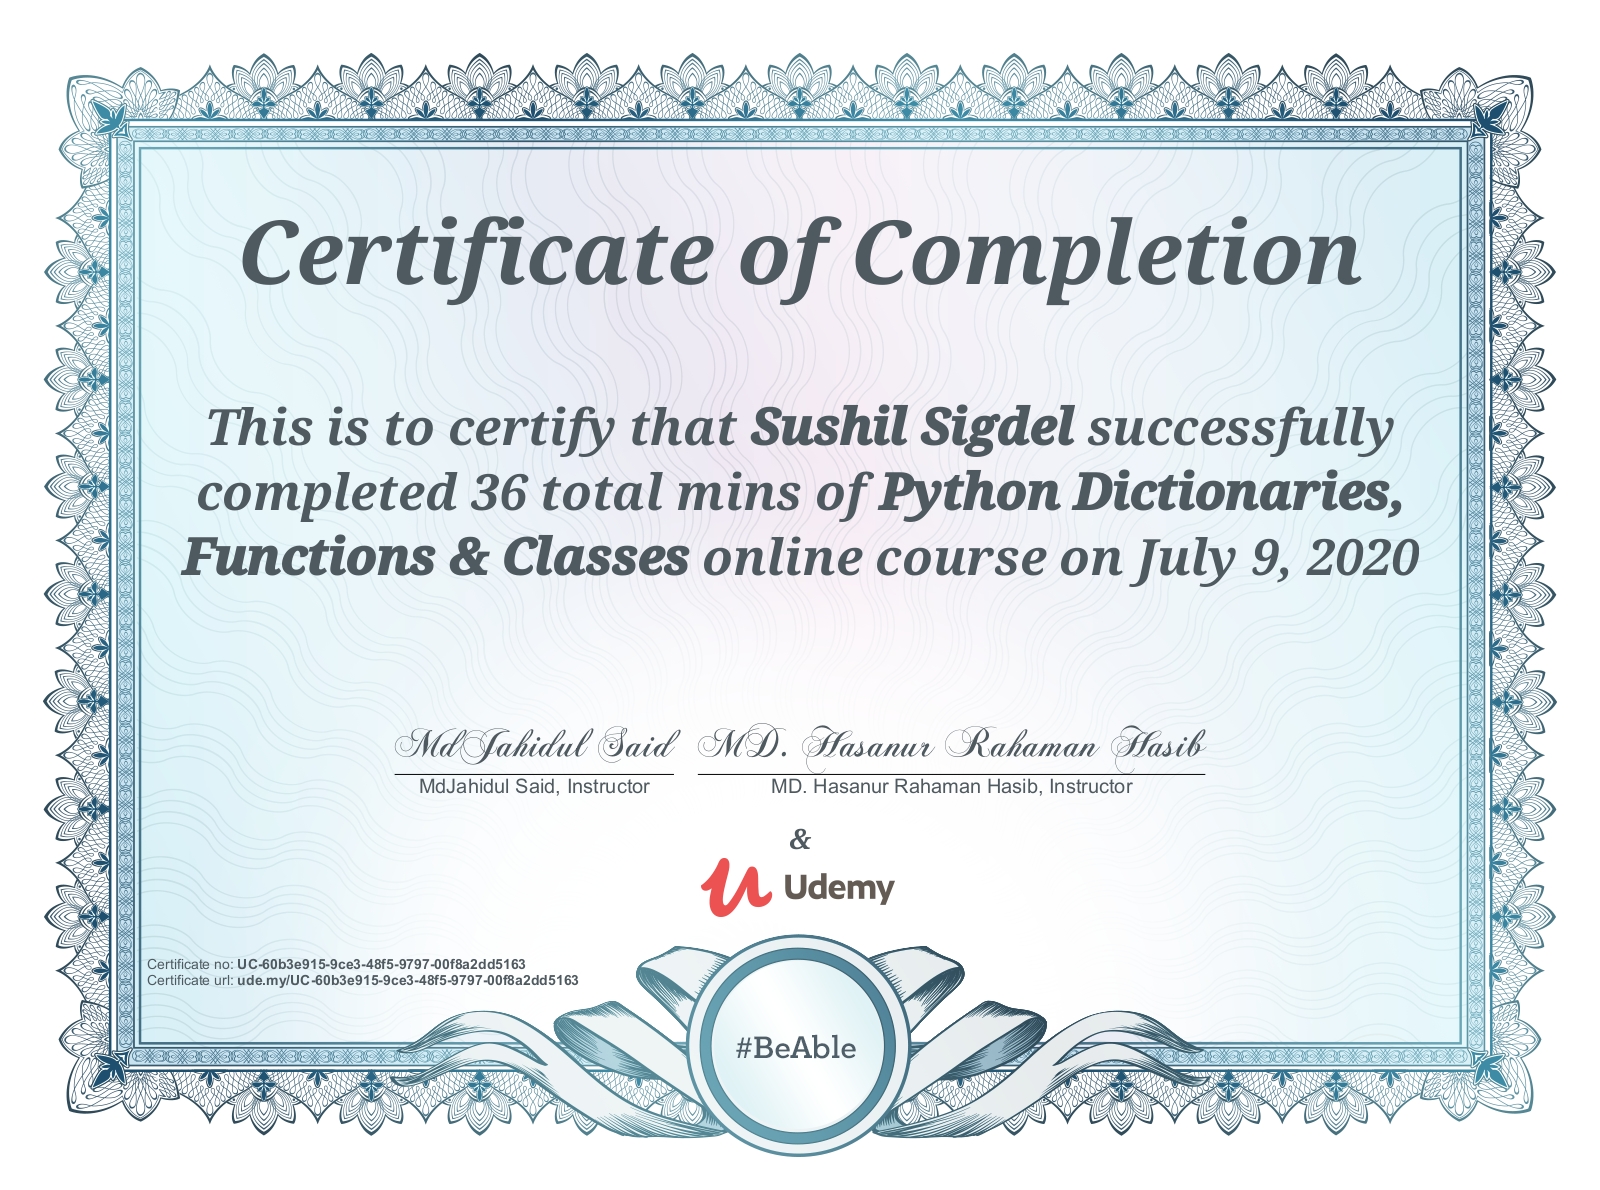 Certificate of Completion
This is to certify that Sushil Sigdel successfully
completed 36 total mins of Python Dictionaries,
Functions & Classes online course on July 9, 2020
MdJahidul Said MD. Hasanur Rahaman Hasib
MdJahidul Said, Instructor MD. Hasanur Rahaman Hasib, Instructor
&
Udemy
Certificate no: UC-60b3e915-9ce3-48f5-9797-00f8a2dd5163
Certificate url: ude.my/UC-60b3e915-9ce3-48f5-9797-00f8a2dd5163
#BeAble